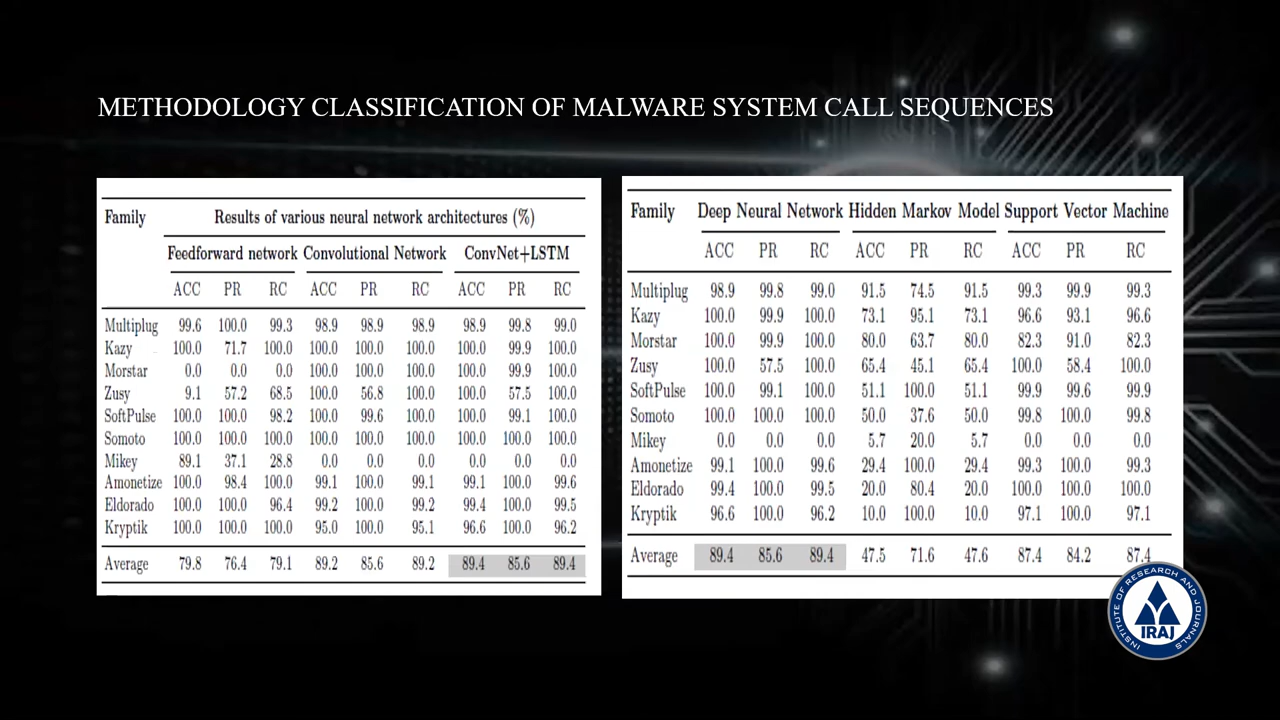 METHODOLOGY CLASSIFICATION OF MALWARE SYSTEM CALL SEQUENCES
Family Results of various neural network architectures (%)
Feedforward network Convolutional Network ConvNet+LSTM
ACC PR RC ACC PR RC ACC PR RC
Multiplug 99.6 100.0 99.3 98.9 98.9 98.9 98.9 99.8 99.0
Kazy 100.0 71.7 100.0 100.0 100.0 100.0 100.0 99.9 100.0
Morstar 0.0 0.0 0.0 100.0 100.0 100.0 100.0 99.9 100.0
Zusy 9.1 57.2 68.5 100.0 56.8 100.0 100.0 57.5 100.0
SoftPulse 100.0 100.0 98.2 100.0 99.6 100.0 100.0 99.1 100.0
Somoto 100.0 100.0 100.0 100.0 100.0 100.0 100.0 100.0 100.0
Mikey 89.1 37.1 28.8 0.0 0.0 0.0 0.0 0.0 0.0
Amonetize 100.0 98.4 100.0 99.1 100.0 99.1 99.1 100.0 99.6
Eldorado 100.0 100.0 96.4 99.2 100.0 99.2 99.4 100.0 99.5
Kryptik 100.0 100.0 100.0 95.0 100.0 95.1 96.6 100.0 96.2
Average 79.8 76.4 79.1 89.2 85.6 89.2 89.4 85.6 89.4
Family Deep Neural Network Hidden Markov Model Support Vector Machine
ACC PR RC ACC PR RC ACC PR RC
Multiplug 98.9 99.8 99.0 91.5 74.5 91.5 99.3 99.9 99.3
Kazy 100.0 99.9 100.0 73.1 95.1 73.1 96.6 93.1 96.6
Morstar 100.0 99.9 100.0 80.0 63.7 80.0 82.3 91.0 82.3
Zusy 100.0 57.5 100.0 65.4 45.1 65.4 100.0 58.4 100.0
SoftPulse 100.0 99.1 100.0 51.1 100.0 51.1 99.9 99.6 99.9
Somoto 100.0 100.0 100.0 50.0 37.6 50.0 99.8 100.0 99.8
Mikey 0.0 0.0 0.0 5.7 20.0 5.7 0.0 0.0 0.0
Amonetize 99.1 100.0 99.6 29.4 100.0 29.4 99.3 100.0 99.3
Eldorado 99.4 100.0 99.5 20.0 80.4 20.0 100.0 100.0 100.0
Kryptik 96.6 100.0 96.2 10.0 100.0 10.0 97.1 100.0 97.1
Average 89.4 85.6 89.4 47.5 71.6 47.6 87.4 84.2 87.4
INSTITUTE OF RESEARCH AND JOURNALS
IRAJ